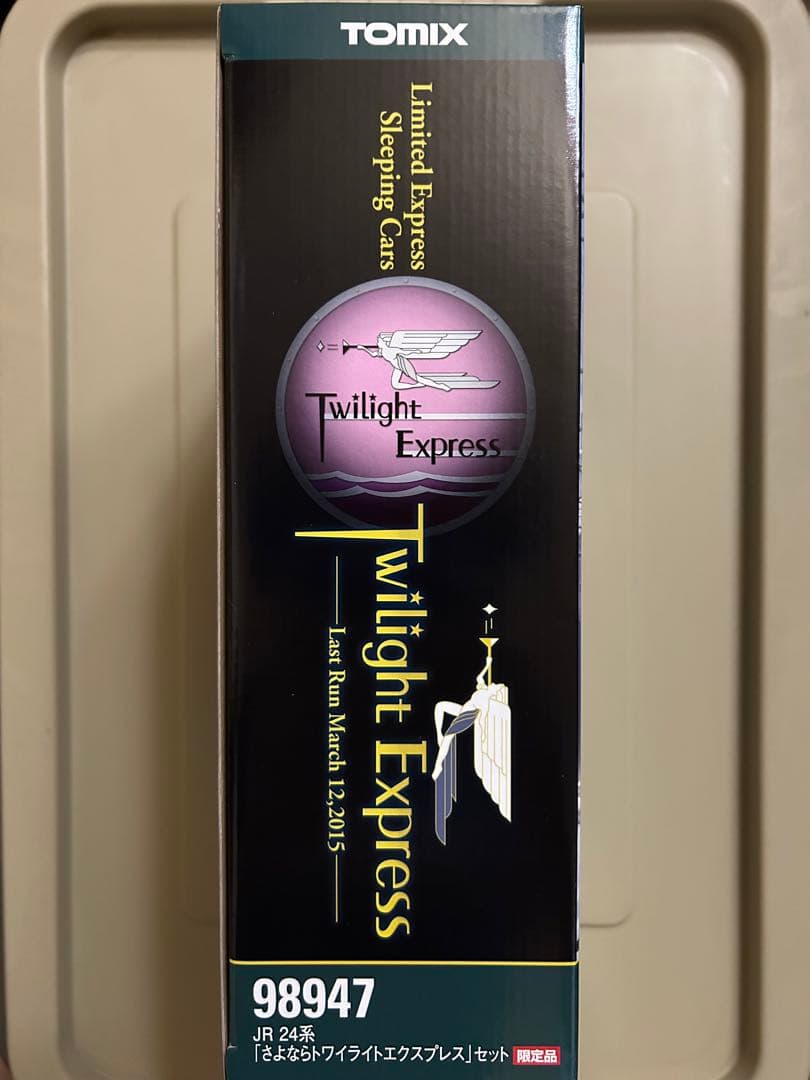 TOMIX
Limited Express
Sleeping Cars
Twilight
Express
Twilight Express
Last Run March 12,2015
98947
JR 24系
「さよならトワイライトエクスプレス」セット 限定品